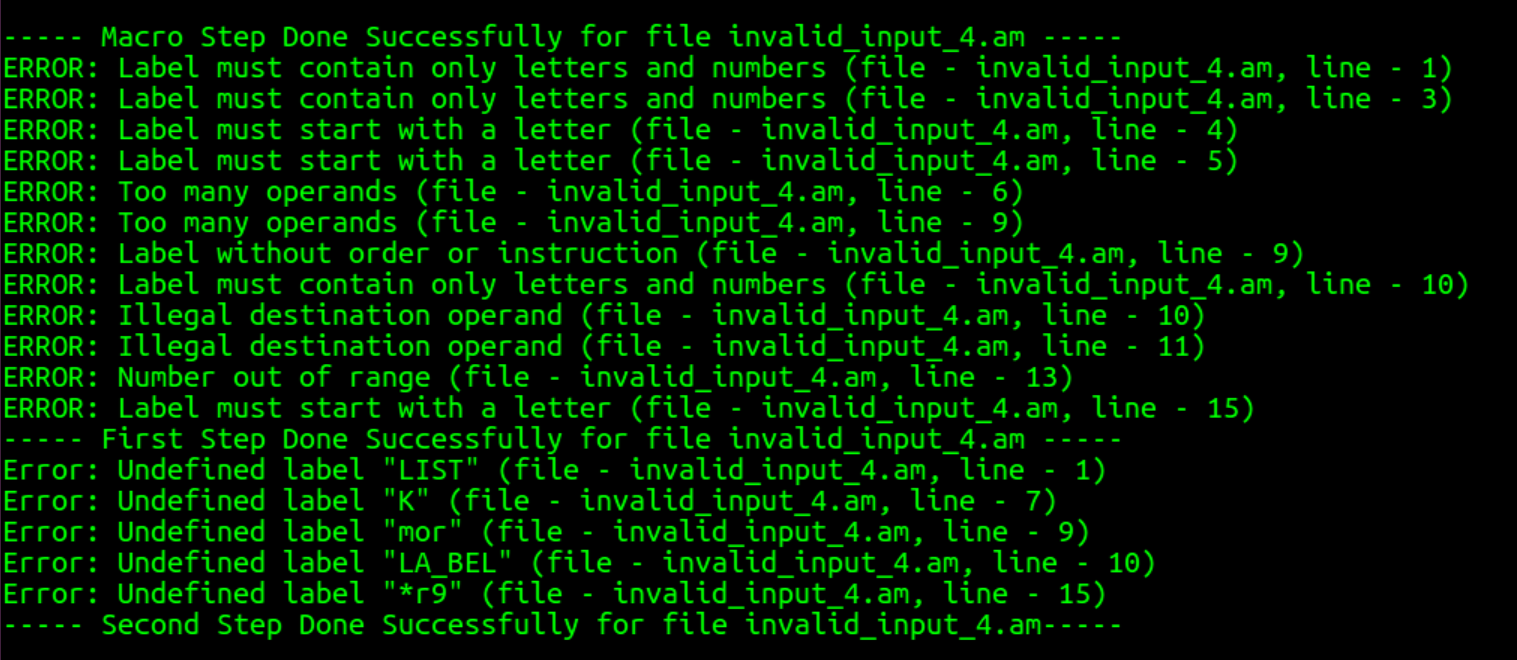 ----- Macro Step Done Successfully for file invalid_input_4.am -----
ERROR: Label must contain only letters and numbers (file - invalid_input_4.am, line - 1)
ERROR: Label must contain only letters and numbers (file - invalid_input_4.am, line - 3)
ERROR: Label must start with a letter (file - invalid_input_4.am, line - 4)
ERROR: Label must start with a letter (file - invalid_input_4.am, line - 5)
ERROR: Too many operands (file - invalid_input_4.am, line - 6)
ERROR: Too many operands (file - invalid_input_4.am, line - 9)
ERROR: Label without order or instruction (file - invalid_input_4.am, line - 9)
ERROR: Label must contain only letters and numbers (file - invalid_input_4.am, line - 10)
ERROR: Illegal destination operand (file - invalid_input_4.am, line - 10)
ERROR: Illegal destination operand (file - invalid_input_4.am, line - 11)
ERROR: Number out of range (file - invalid_input_4.am, line - 13)
ERROR: Label must start with a letter (file - invalid_input_4.am, line - 15)
----- First Step Done Successfully for file invalid_input_4.am -----
Error: Undefined label "LIST" (file - invalid_input_4.am, line - 1)
Error: Undefined label "K" (file - invalid_input_4.am, line - 7)
Error: Undefined label "mor" (file - invalid_input_4.am, line - 9)
Error: Undefined label "LA_BEL" (file - invalid_input_4.am, line - 10)
Error: Undefined label "*r9" (file - invalid_input_4.am, line - 15)
----- Second Step Done Successfully for file invalid_input_4.am-----